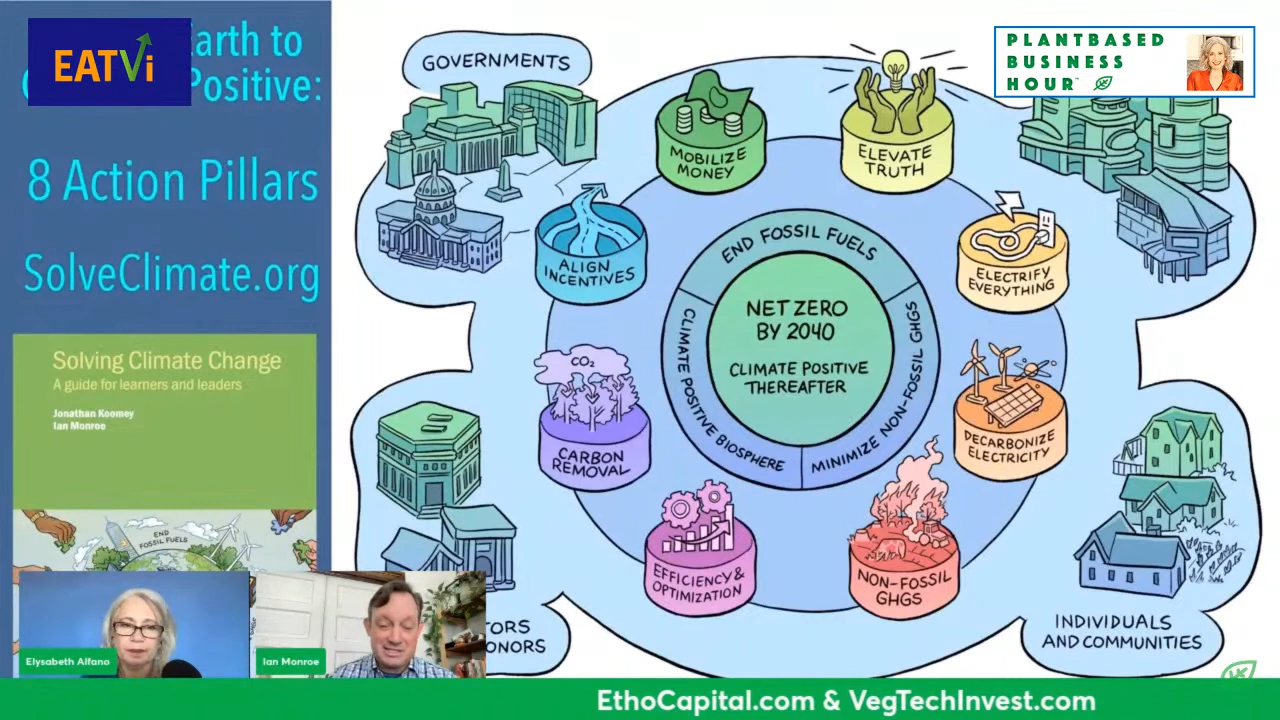 Earth to
Positive:
8 Action Pillars
SolveClimate.org
EATVi
PLANTBASED
BUSINESS
HOUR
Solving Climate Change
A guide for learners and leaders
Jonathan Koomey
Ian Monroe
END
FOSSIL FUELS
GOVERNMENTS
MOBILIZE
MONEY
ELEVATE
TRUTH
ALIGN
INCENTIVES
ELECTRIFY
EVERYTHING
END FOSSIL FUELS
CLIMATE POSITIVE BIOSPHERE
MINIMIZE NON-FOSSIL GHGS
NET ZERO
BY 2040
CLIMATE POSITIVE
THEREAFTER
CO₂
CARBON
REMOVAL
DECARBONIZE
ELECTRICITY
EFFICIENCY &
OPTIMIZATION
NON-FOSSIL
GHGS
INDIVIDUALS
AND COMMUNITIES
Elysabeth Alfano
Ian Monroe
EthoCapital.com & VegTechInvest.com